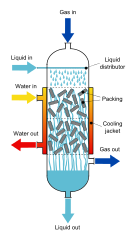 Gas in
Liquid in
Liquid
distributor
Water in
Packing
Cooling
jacket
Water out
Gas out
Liquid out